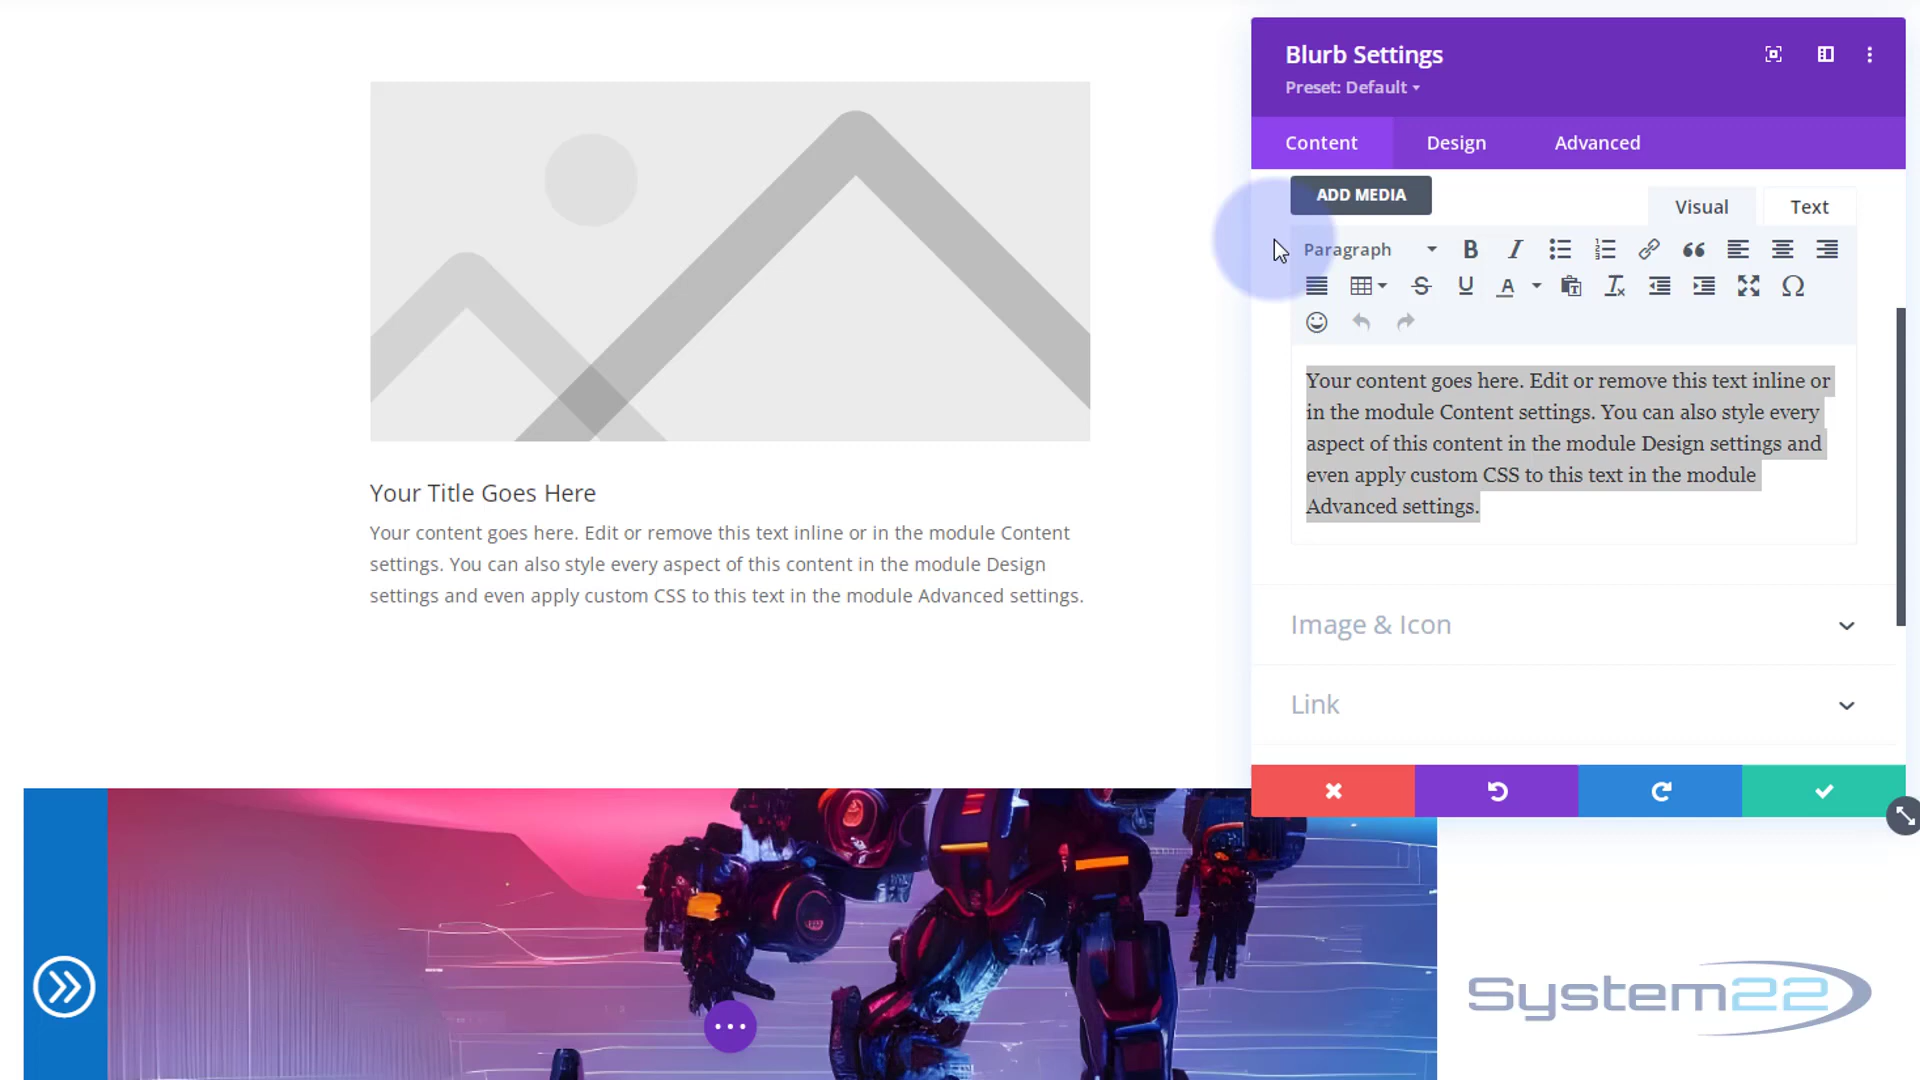 Blurb Settings
Preset: Default
Content
Design
Advanced
ADD MEDIA
Visual
Text
Paragraph
Your content goes here. Edit or remove this text inline or
in the module Content settings. You can also style every
aspect of this content in the module Design settings and
even apply custom CSS to this text in the module
Advanced settings.
Image & Icon
Link
Your Title Goes Here
Your content goes here. Edit or remove this text inline or in the module Content
settings. You can also style every aspect of this content in the module Design
settings and even apply custom CSS to this text in the module Advanced settings.
System22